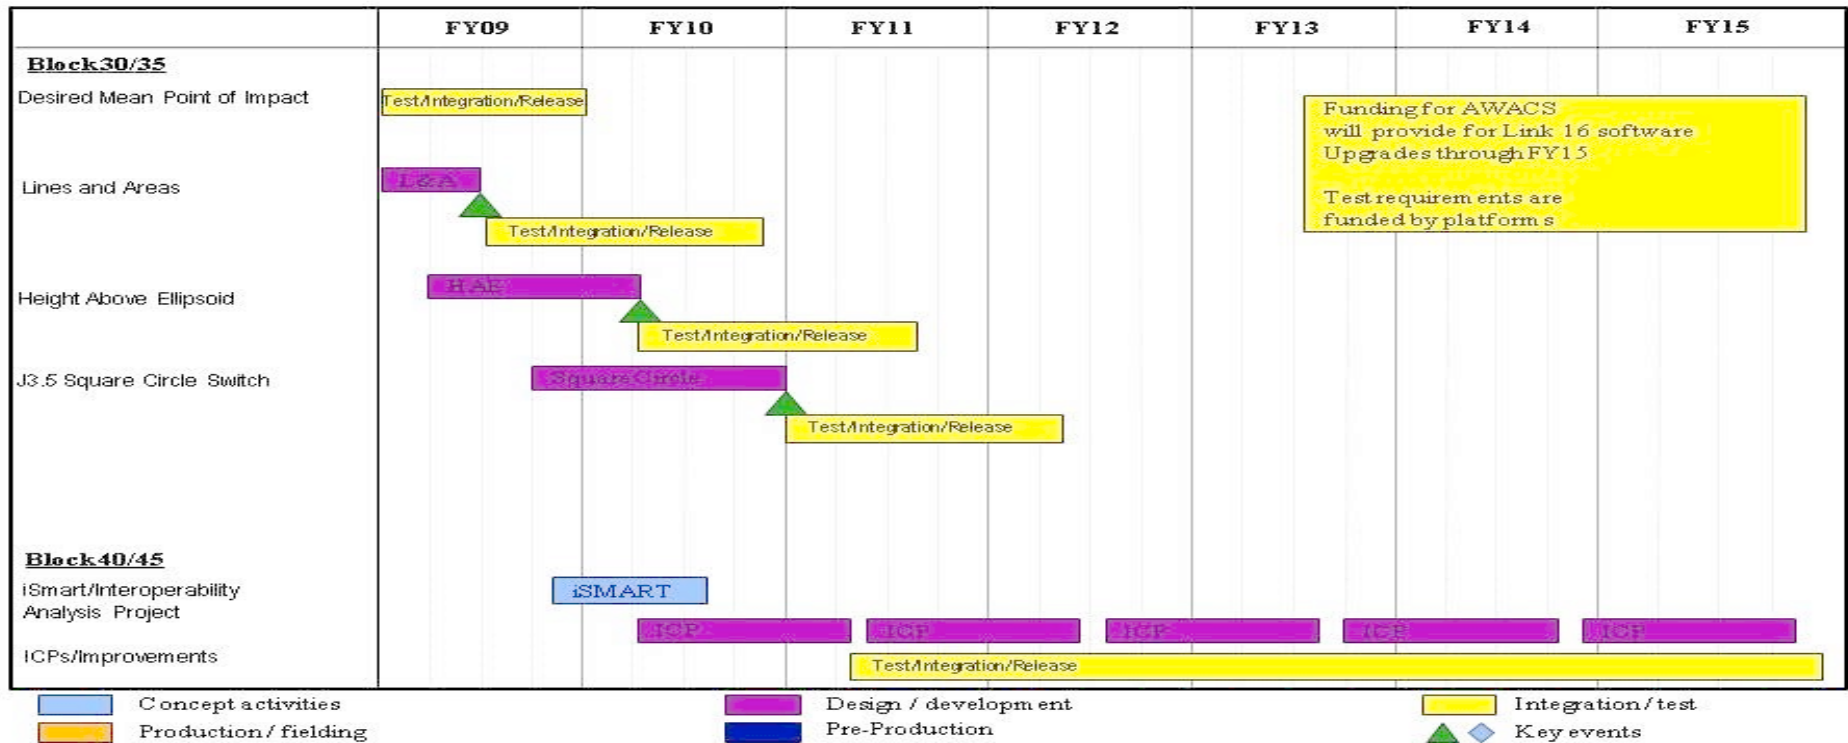 FY09 FY10 FY11 FY12 FY13 FY14 FY15
Block30/35
Desired Mean Point of Impact
Test/Integration/Release
Funding for AWACS
will provide for Link 16 software
Upgrades through FY15
Test requirements are
funded by platforms
Lines and Areas
L&A
Test/Integration/Release
Height Above Ellipsoid
HAE
Test/Integration/Release
J3.5 Square Circle Switch
Square Circle
Test/Integration/Release
Block40/45
iSmart/Interoperability
Analysis Project
iSMART
ICP ICP ICP ICP ICP
ICPs/Improvements
Test/Integration/Release
Concept activities
Design / development
Integration / test
Production / fielding
Pre-Production
Key events